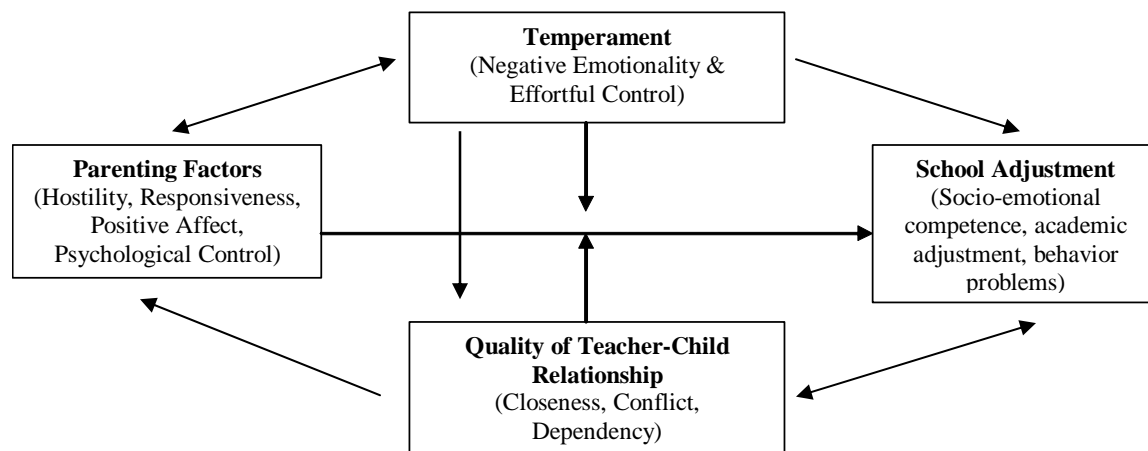 Temperament
(Negative Emotionality &
Effortful Control)
Parenting Factors
(Hostility, Responsiveness,
Positive Affect,
Psychological Control)
School Adjustment
(Socio-emotional
competence, academic
adjustment, behavior
problems)
Quality of Teacher-Child
Relationship
(Closeness, Conflict,
Dependency)